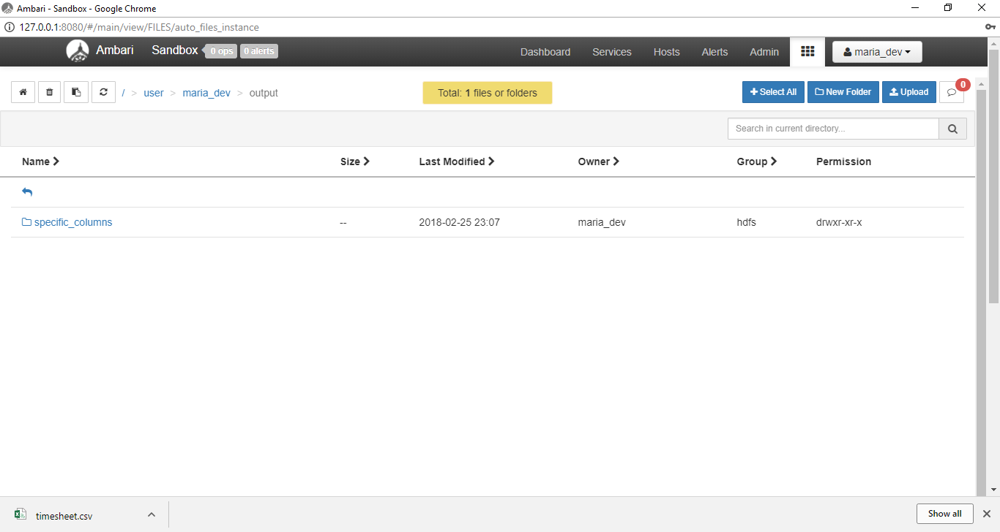 Ambari - Sandbox - Google Chrome
127.0.0.1:8080/#/main/view/FILES/auto_files_instance
Ambari Sandbox 0 ops 0 alerts Dashboard Services Hosts Alerts Admin maria_dev
/ > user > maria_dev > output Total: 1 files or folders Select All New Folder Upload 0
Search in current directory...
Name Size Last Modified Owner Group Permission
specific_columns -- 2018-02-25 23:07 maria_dev hdfs drwxr-xr-x
timesheet.csv Show all